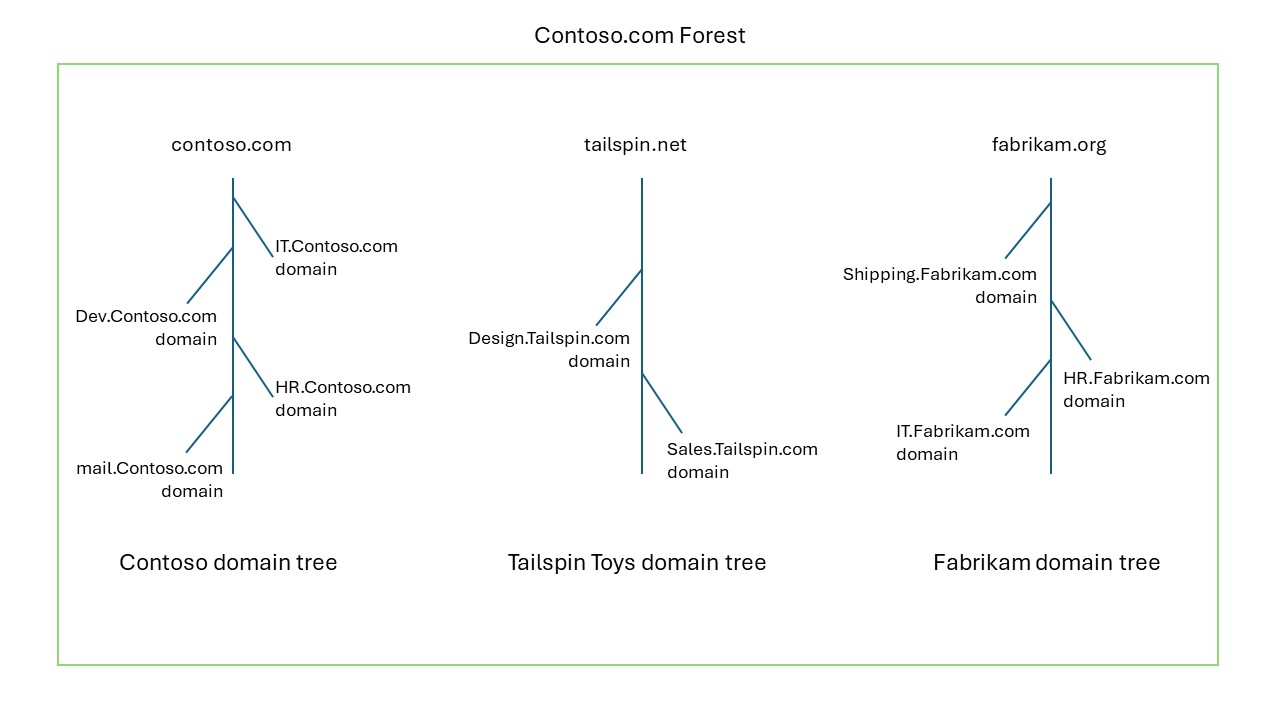 Contoso.com Forest
contoso.com
IT.Contoso.com
domain
Dev.Contoso.com
domain
HR.Contoso.com
domain
mail.Contoso.com
domain
Contoso domain tree
tailspin.net
Design.Tailspin.com
domain
Sales.Tailspin.com
domain
Tailspin Toys domain tree
fabrikam.org
Shipping.Fabrikam.com
domain
HR.Fabrikam.com
domain
IT.Fabrikam.com
domain
Fabrikam domain tree